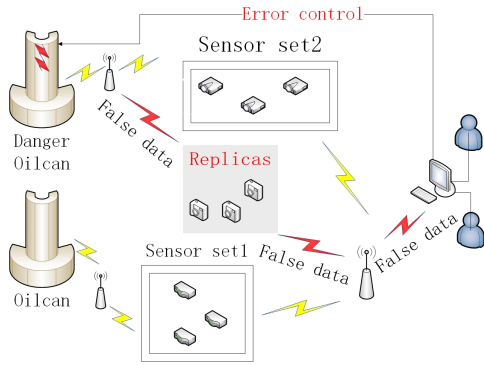 Error control
Sensor set2
False data
Danger
Oilcan
Replicas
Sensor set1
False data
False data
Oilcan